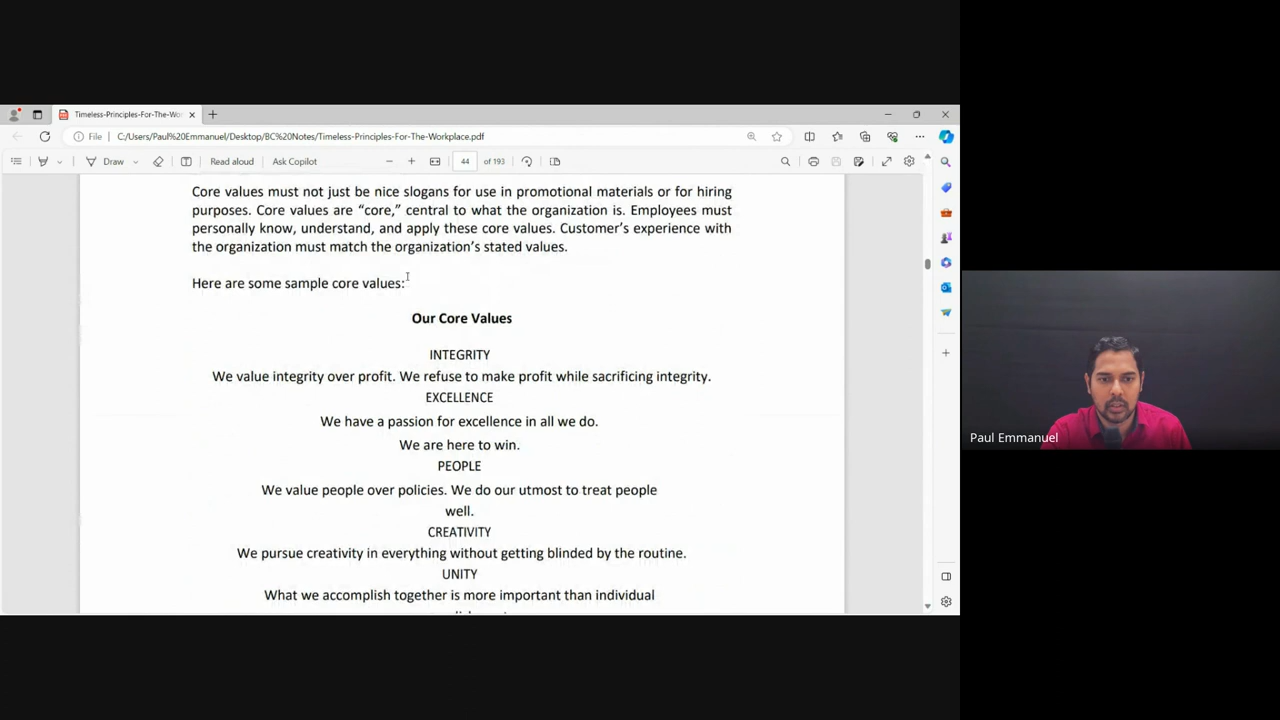 Timeless-Principles-For-The-Wor
File
C:/Users/Paul%20Emmanuel/Desktop/BC%20Notes/Timeless-Principles-For-The-Workplace.pdf
Draw
Read aloud
Ask Copilot
44 of 193
Core values must not just be nice slogans for use in promotional materials or for hiring
purposes. Core values are “core,” central to what the organization is. Employees must
personally know, understand, and apply these core values. Customer’s experience with
the organization must match the organization’s stated values.
Here are some sample core values:
Our Core Values
INTEGRITY
We value integrity over profit. We refuse to make profit while sacrificing integrity.
EXCELLENCE
We have a passion for excellence in all we do.
We are here to win.
PEOPLE
We value people over policies. We do our utmost to treat people
well.
CREATIVITY
We pursue creativity in everything without getting blinded by the routine.
UNITY
What we accomplish together is more important than individual
Paul Emmanuel